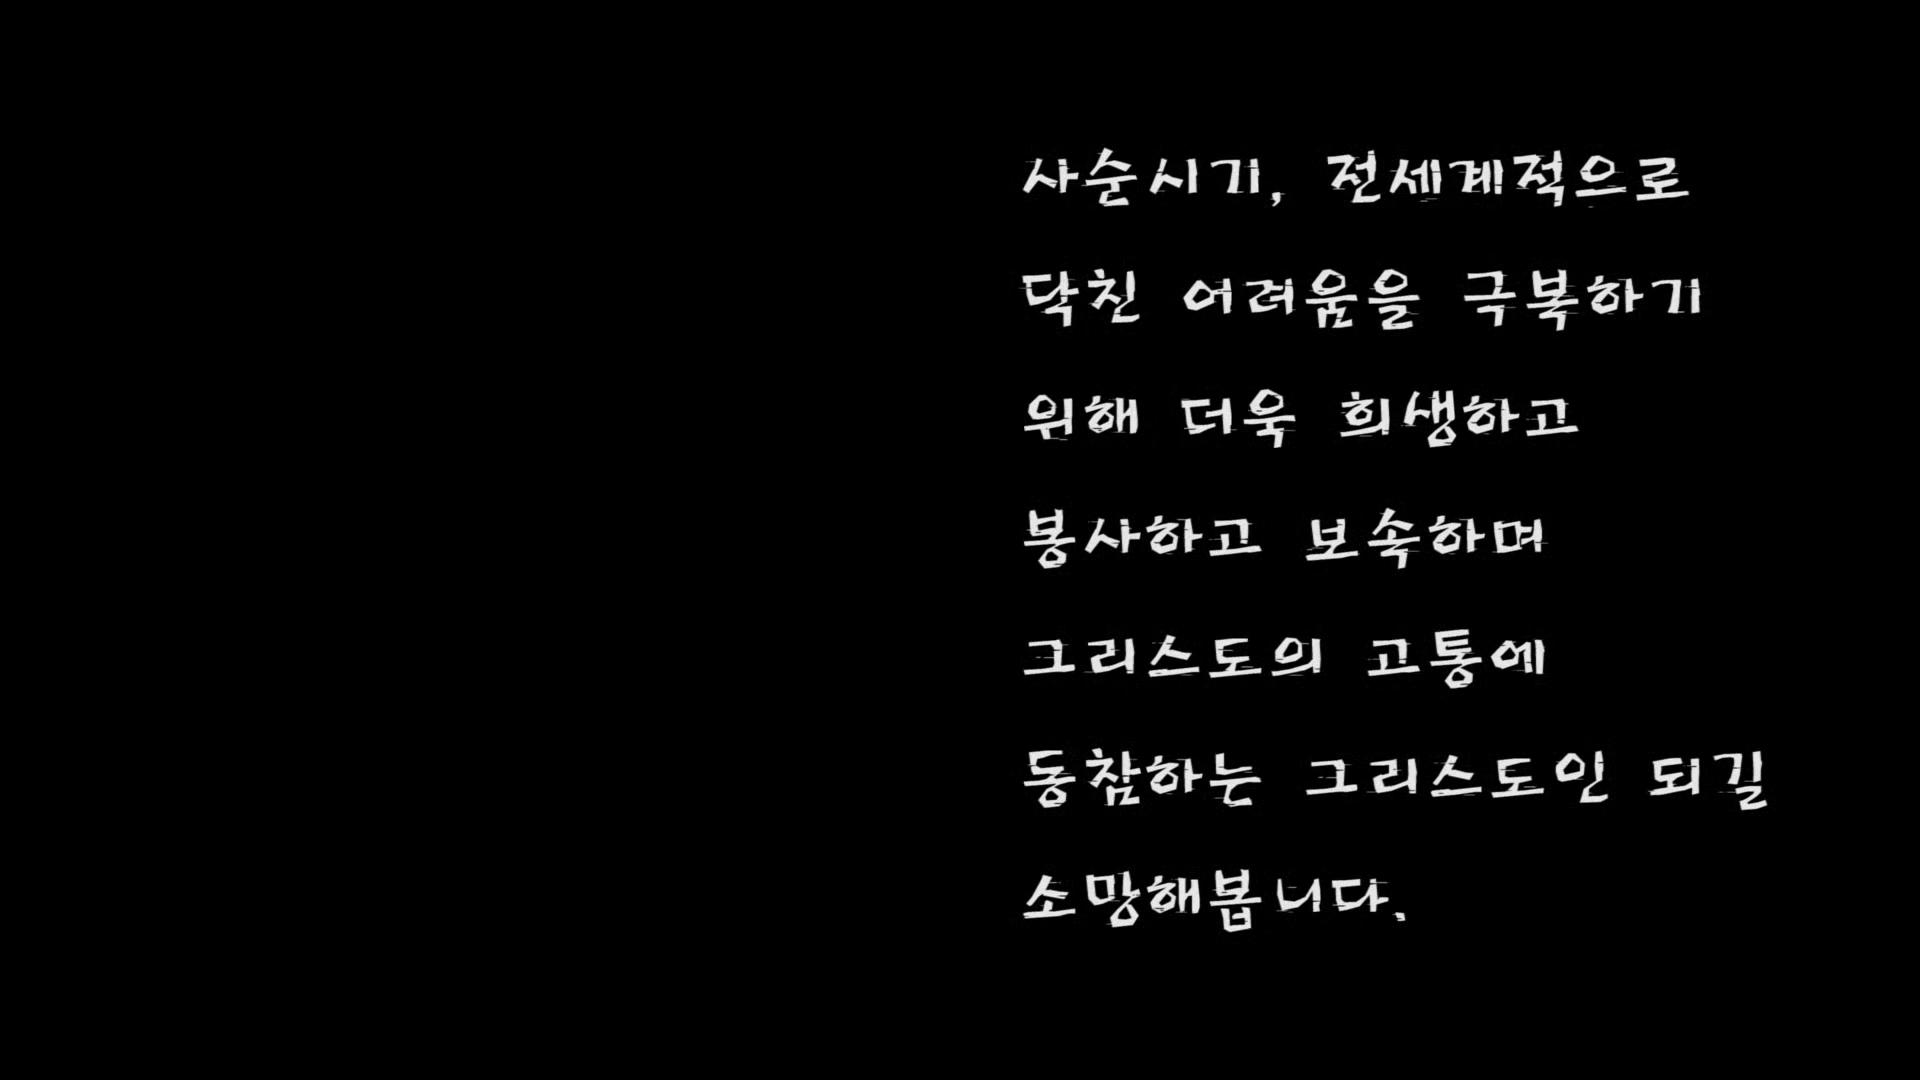 사순시기, 전세계적으로
닥친 어려움을 극복하기
위해 더욱 희생하고
봉사하고 보속하며
그리스도의 고통에
동참하는 그리스도인 되길
소망해봅니다.